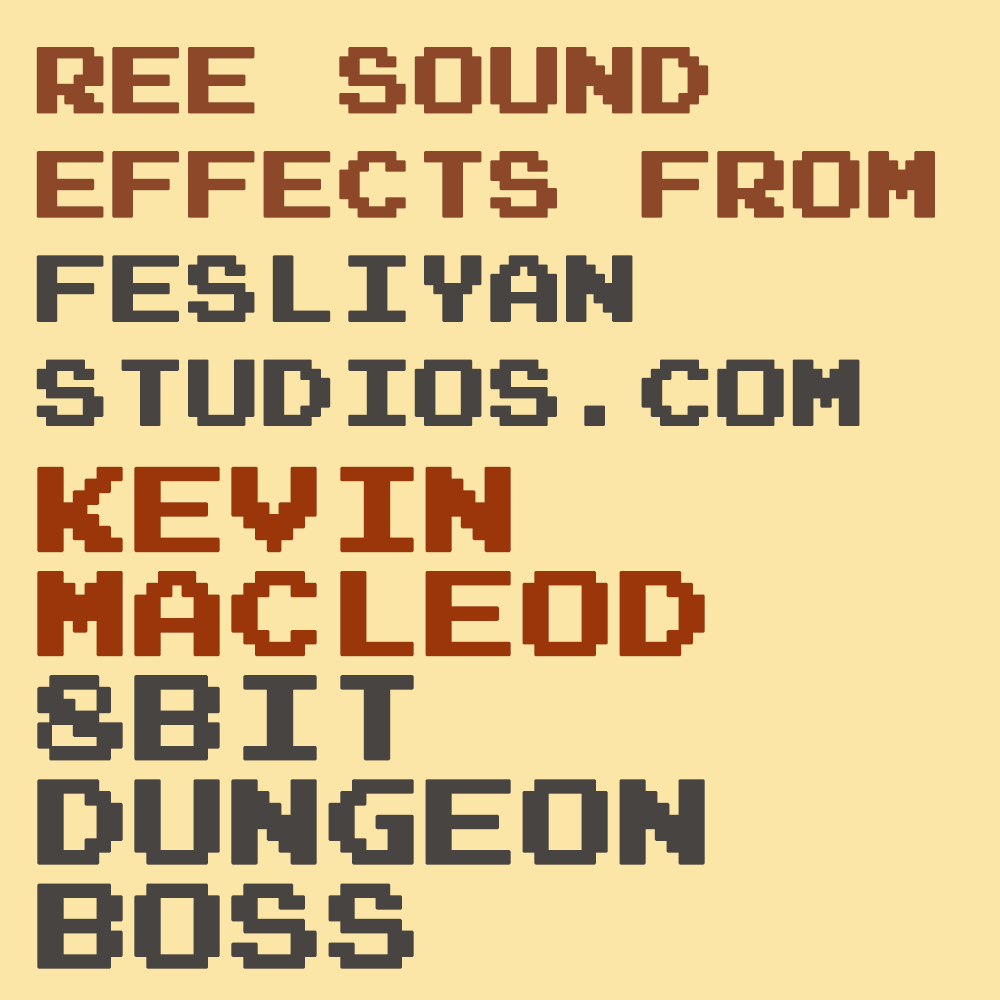 REE SOUND
EFFECTS FROM
FESLIYAN
STUDIOS.COM
KEVIN
MACLEOD
8BIT
DUNGEON
BOSS